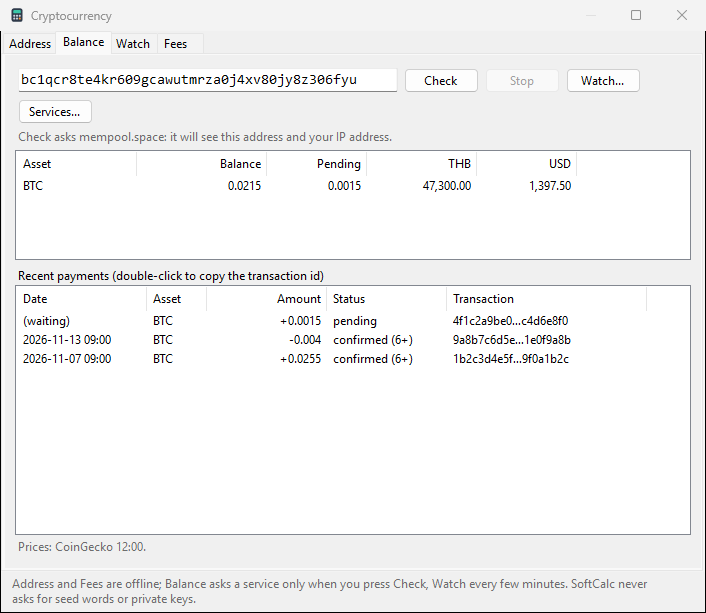 Cryptocurrency
Address Balance Watch Fees
bc1qcr8te4kr609gcawutmrza0j4xv80jy8z306fyu Check Stop Watch...
Services...
Check asks mempool.space: it will see this address and your IP address.
Asset Balance Pending THB USD
BTC 0.0215 0.0015 47,300.00 1,397.50
Recent payments (double-click to copy the transaction id)
Date Asset Amount Status Transaction
(waiting) BTC +0.0015 pending 4f1c2a9be0...c4d6e8f0
2026-11-13 09:00 BTC -0.004 confirmed (6+) 9a8b7c6d5e...1e0f9a8b
2026-11-07 09:00 BTC +0.0255 confirmed (6+) 1b2c3d4e5f...9f0a1b2c
Prices: CoinGecko 12:00.
Address and Fees are offline; Balance asks a service only when you press Check, Watch every few minutes. SoftCalc never
asks for seed words or private keys.